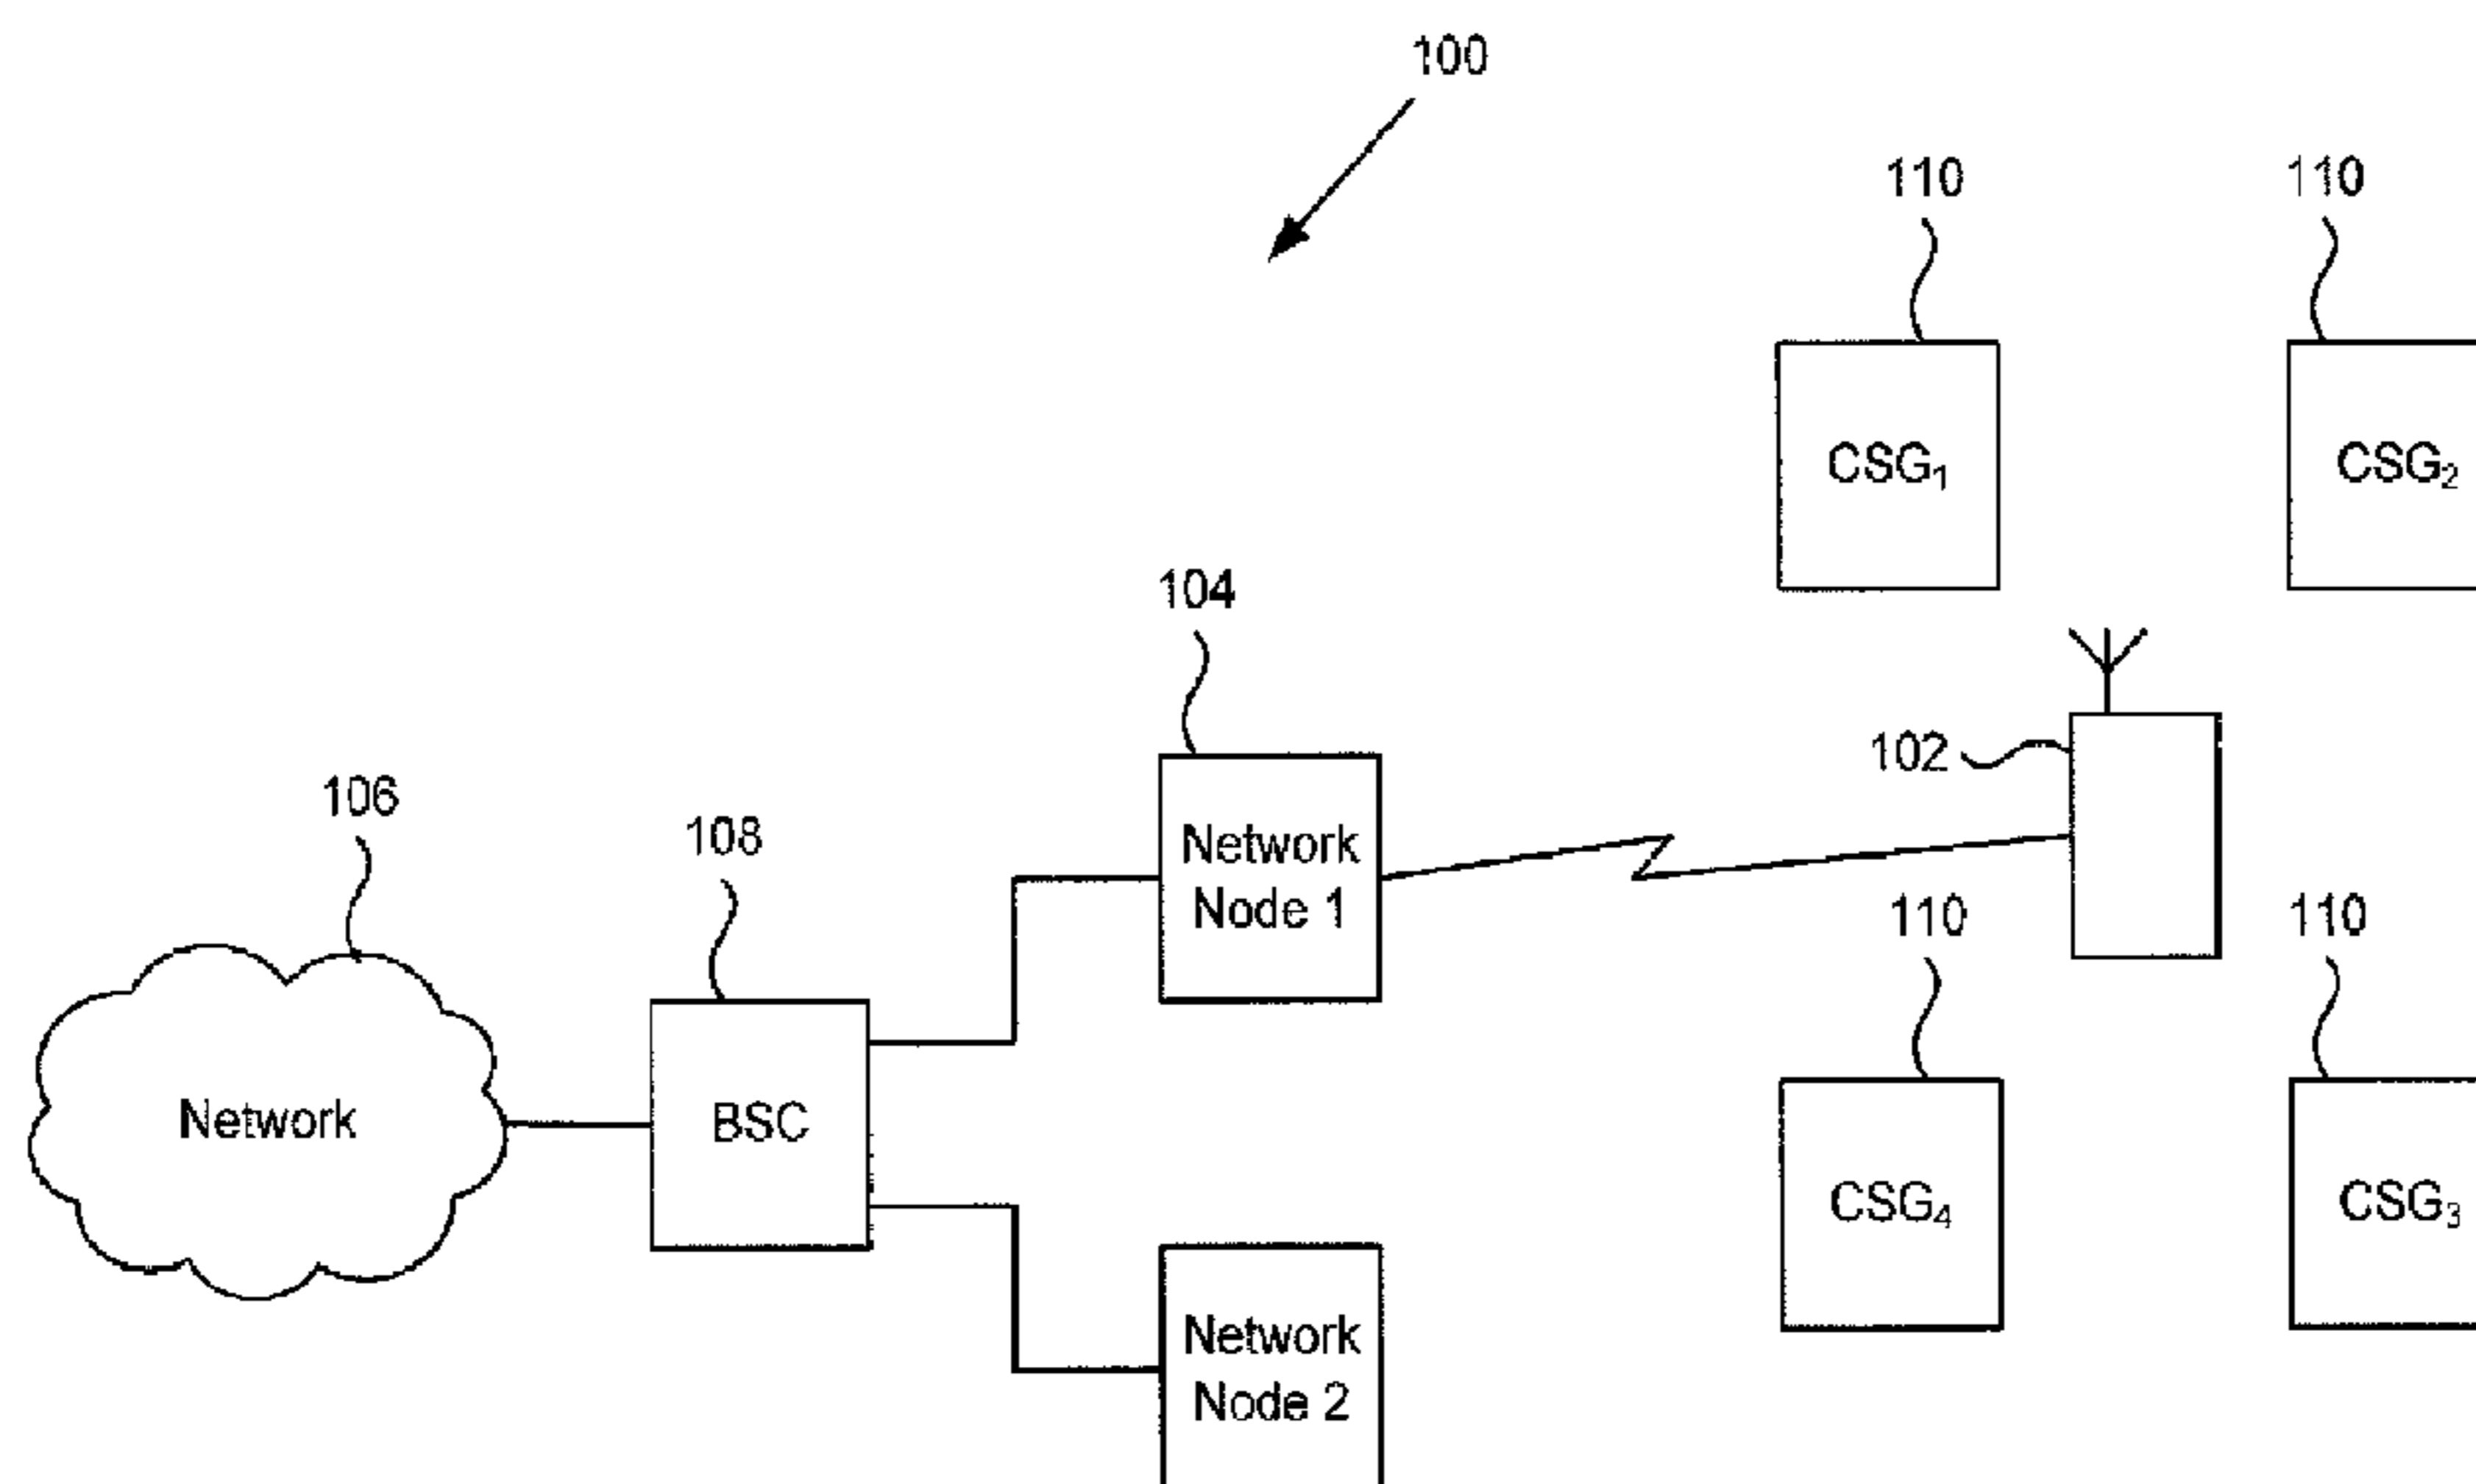 100
110
110
CSG₁
CSG₂
104
102
106
108
Network
Node 1
110
110
Network
BSC
CSG₄
CSG₃
Network
Node 2